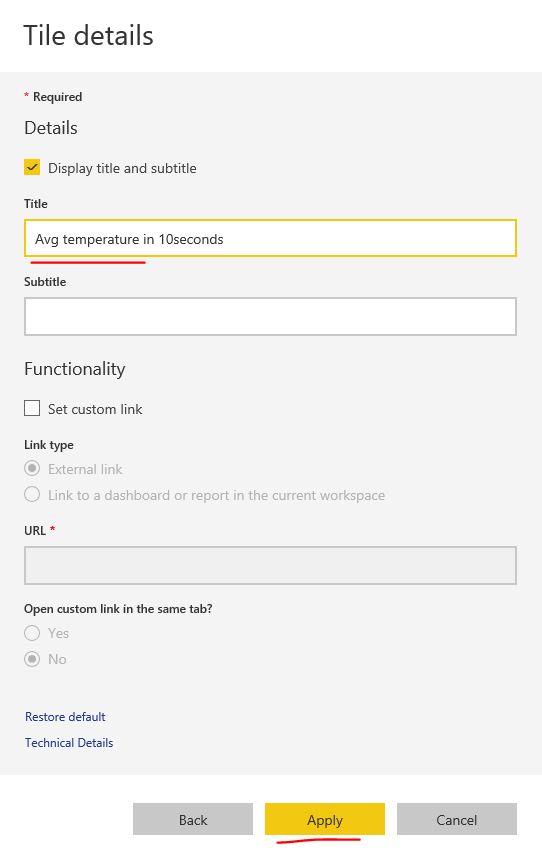 Tile details
* Required
Details
Display title and subtitle
Title
Avg temperature in 10seconds
Subtitle
Functionality
Set custom link
Link type
External link
Link to a dashboard or report in the current workspace
URL *
Open custom link in the same tab?
Yes
No
Restore default
Technical Details
Back Apply Cancel